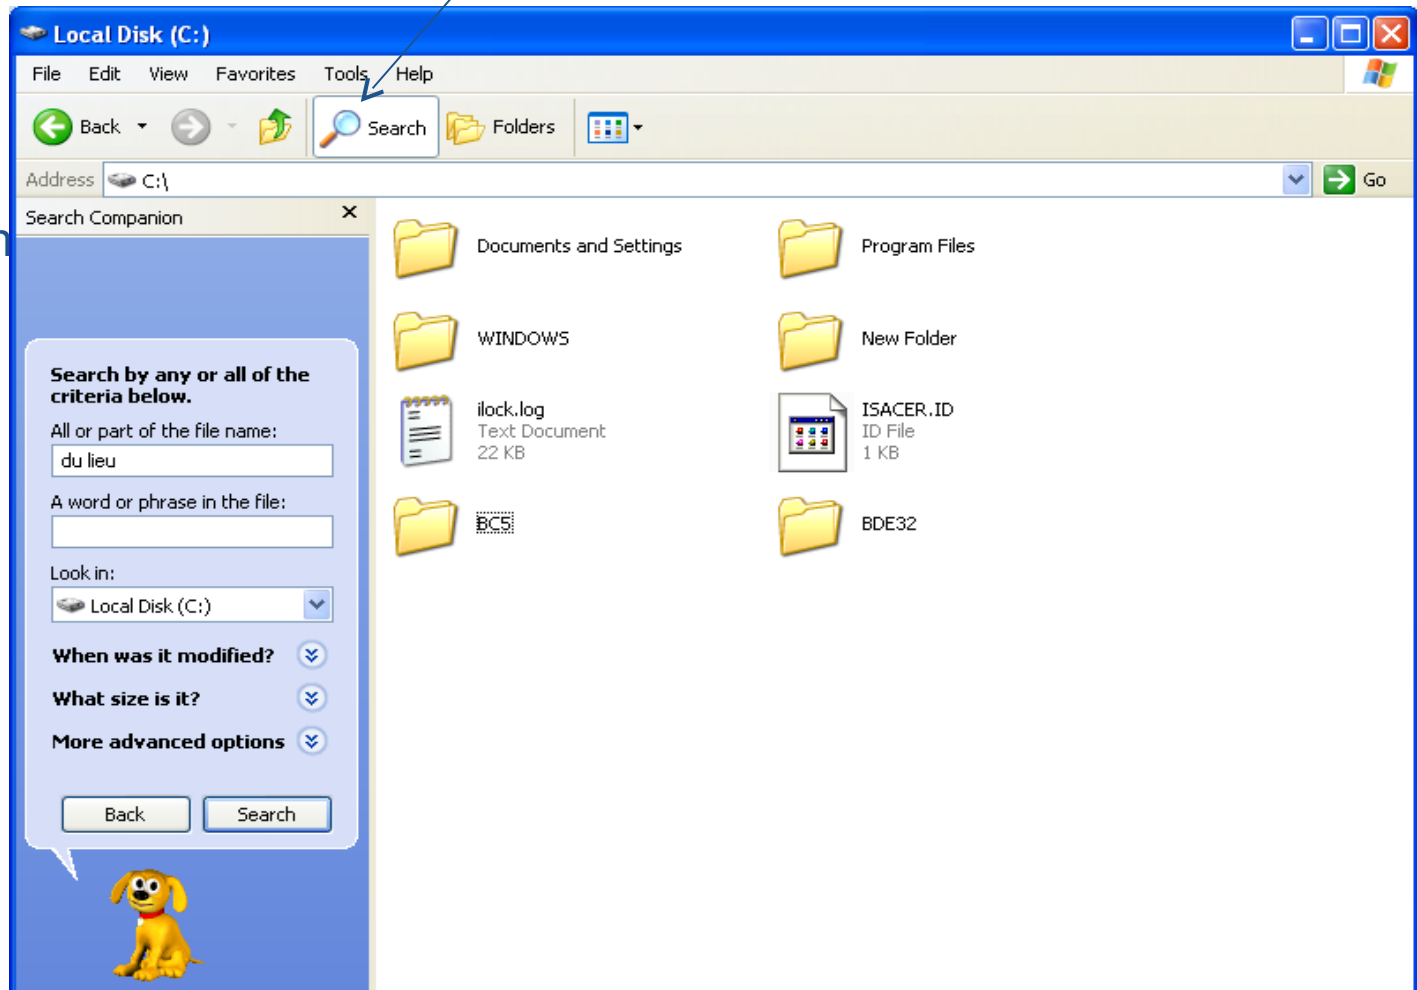 Local Disk (C:)
File Edit View Favorites Tools Help
Back Search Folders
Address C:\ Go
Search Companion
Search by any or all of the
criteria below.
All or part of the file name:
du lieu
A word or phrase in the file:
Look in:
Local Disk (C:)
When was it modified?
What size is it?
More advanced options
Back Search
Documents and Settings
Program Files
WINDOWS
New Folder
ilock.log
Text Document
22 KB
ISACER.ID
ID File
1 KB
BC5
BDE32